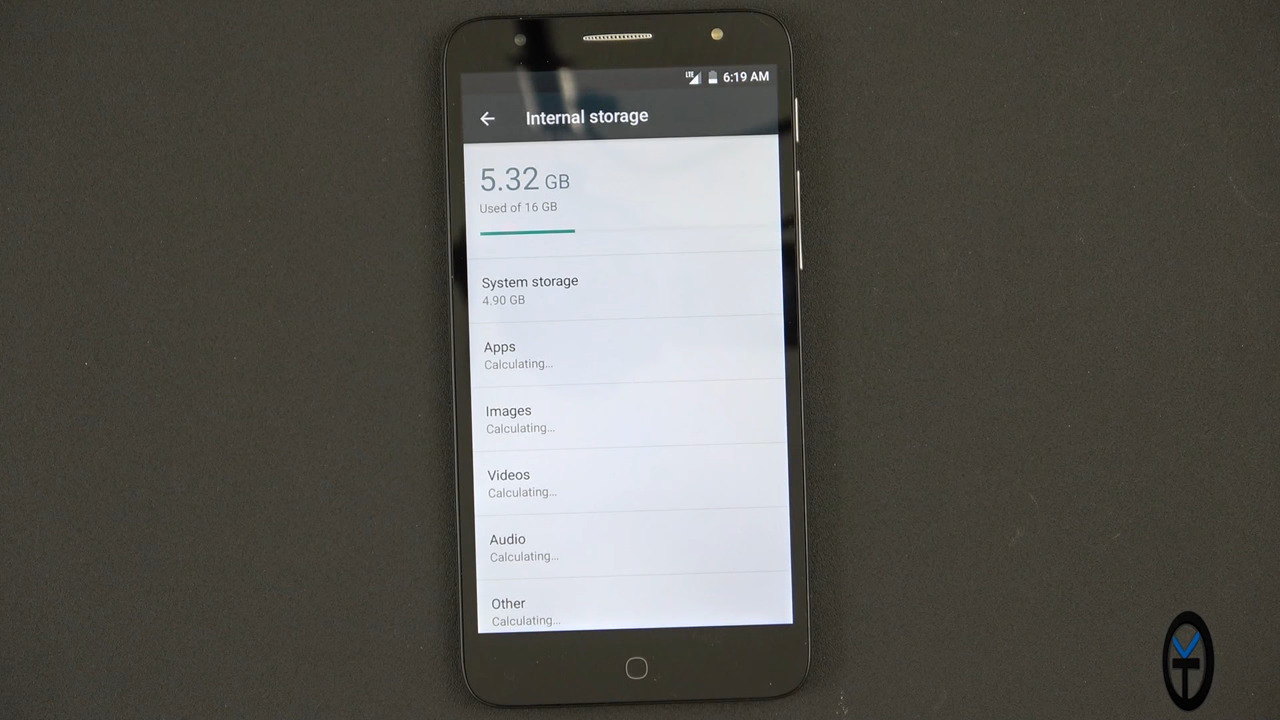 LTE 6:19 AM
Internal storage
5.32 GB
Used of 16 GB
System storage
4.90 GB
Apps
Calculating...
Images
Calculating...
Videos
Calculating...
Audio
Calculating...
Other
Calculating...